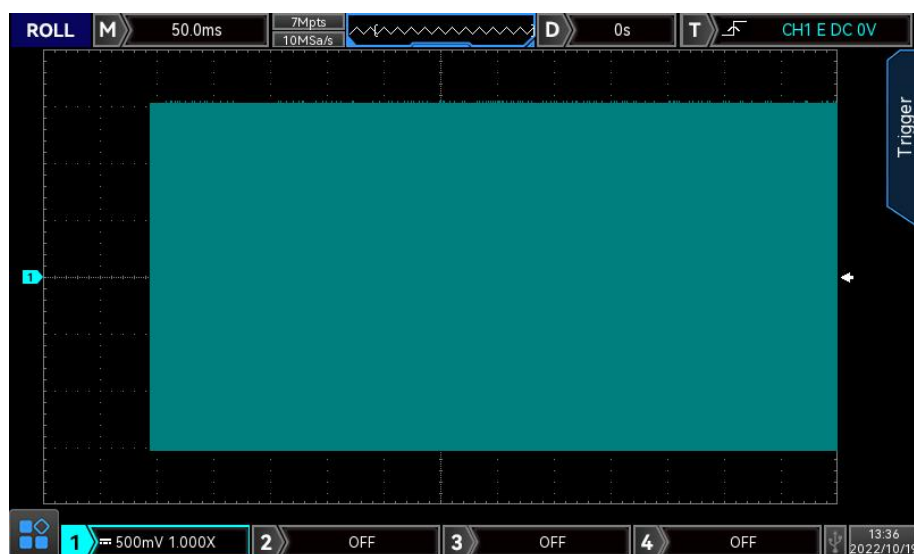 ROLL M 50.0ms 7Mpts D 0s T CH1 E DC 0V
10MSa/s
Trigger
1
1 500mV 1.000X 2 OFF 3 OFF 4 OFF 13:36
2022/10/19